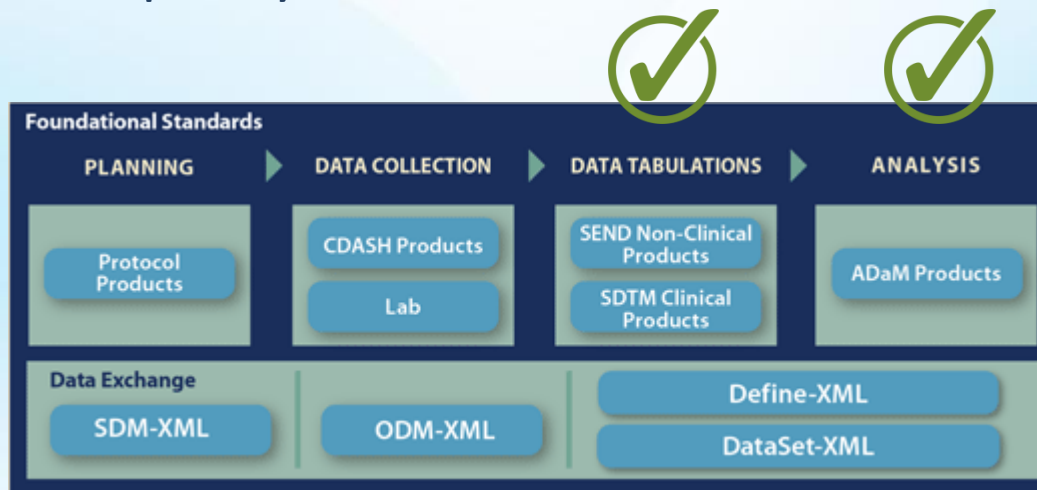 Foundational Standards
PLANNING
DATA COLLECTION
DATA TABULATIONS
ANALYSIS
Protocol
Products
CDASH Products
Lab
SEND Non-Clinical
Products
SDTM Clinical
Products
ADaM Products
Data Exchange
SDM-XML
ODM-XML
Define-XML
DataSet-XML